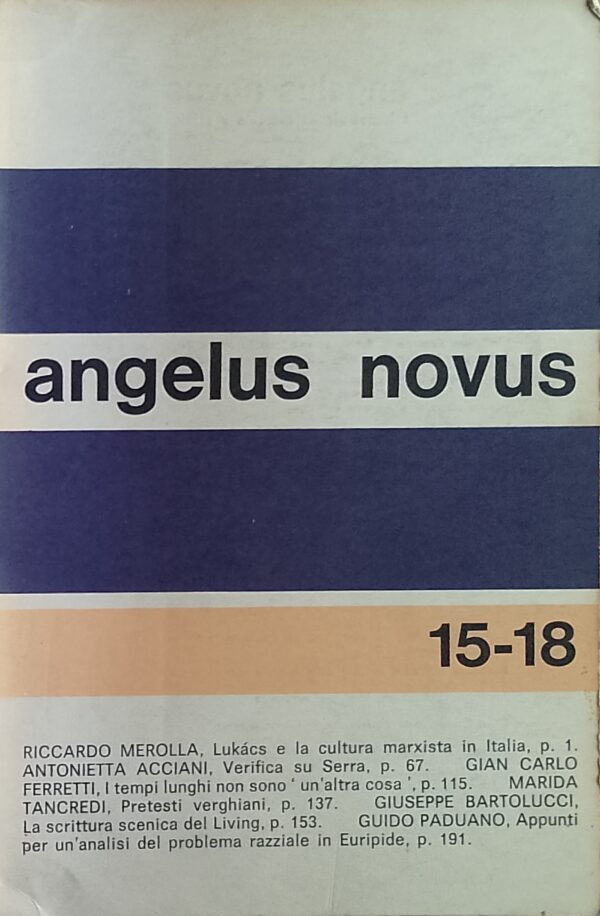 angelus novus
15-18
RICCARDO MEROLLA, Lukács e la cultura marxista in Italia, p. 1.
ANTONIETTA ACCIANI, Verifica su Serra, p. 67. GIAN CARLO
FERRETTI, I tempi lunghi non sono ' un'altra cosa ', p. 115. MARIDA
TANCREDI, Pretesti verghiani, p. 137. GIUSEPPE BARTOLUCCI,
La scrittura scenica del Living, p. 153. GUIDO PADUANO, Appunti
per un'analisi del problema razziale in Euripide, p. 191.